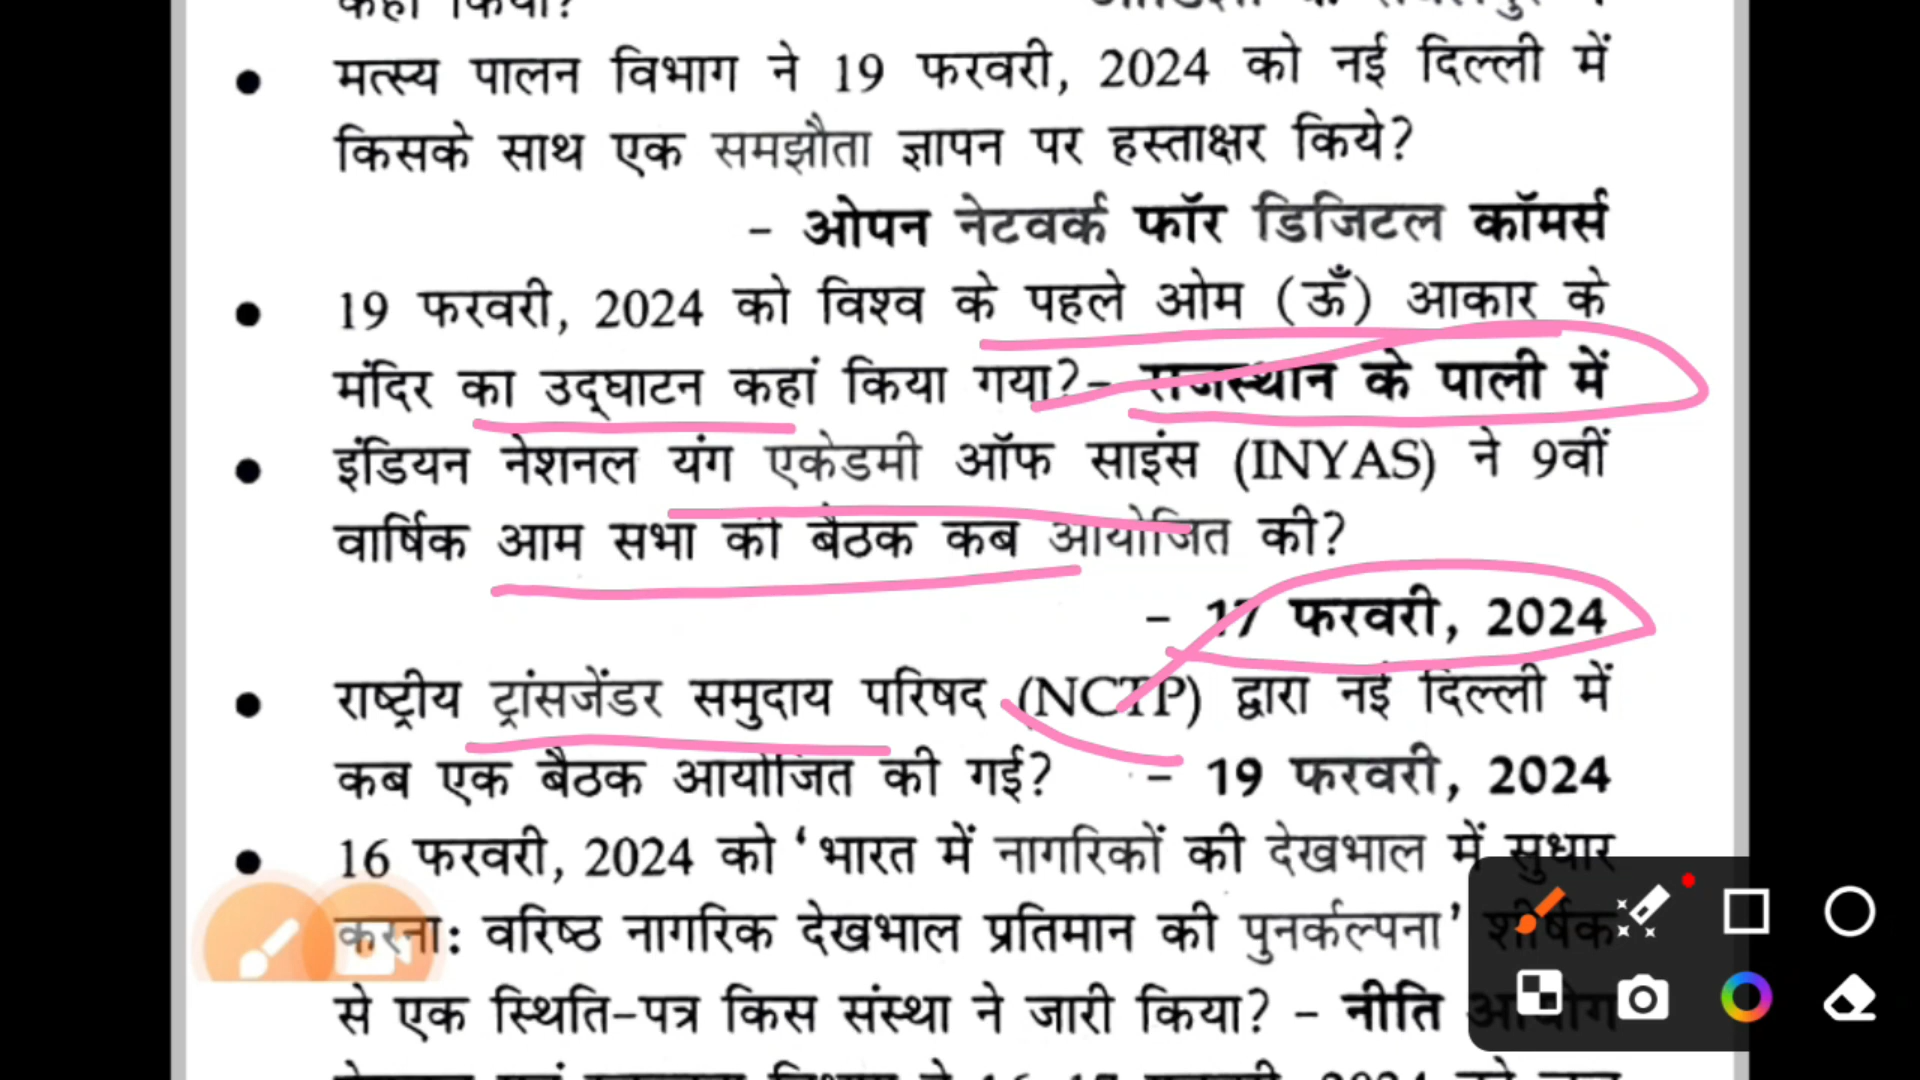 कहां किया?
• मत्स्य पालन विभाग ने 19 फरवरी, 2024 को नई दिल्ली में
किसके साथ एक समझौता ज्ञापन पर हस्ताक्षर किये?
- ओपन नेटवर्क फॉर डिजिटल कॉमर्स
• 19 फरवरी, 2024 को विश्व के पहले ओम (ऊँ) आकार के
मंदिर का उद्घाटन कहां किया गया?- राजस्थान के पाली में
• इंडियन नेशनल यंग एकेडमी ऑफ साइंस (INYAS) ने 9वीं
वार्षिक आम सभा की बैठक कब आयोजित की?
- 17 फरवरी, 2024
• राष्ट्रीय ट्रांसजेंडर समुदाय परिषद (NCTP) द्वारा नई दिल्ली में
कब एक बैठक आयोजित की गई? - 19 फरवरी, 2024
• 16 फरवरी, 2024 को ‘भारत में नागरिकों की देखभाल में सुधार
करना: वरिष्ठ नागरिक देखभाल प्रतिमान की पुनर्कल्पना’ शीर्षक
से एक स्थिति-पत्र किस संस्था ने जारी किया? - नीति आयोग